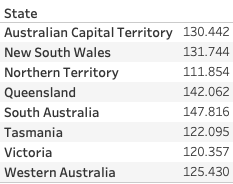 State
Australian Capital Territory 130.442
New South Wales 131.744
Northern Territory 111.854
Queensland 142.062
South Australia 147.816
Tasmania 122.095
Victoria 120.357
Western Australia 125.430